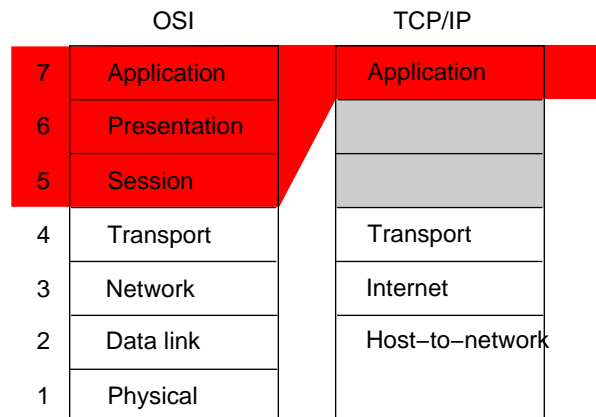 OSI TCP/IP
7 Application Application
6 Presentation
5 Session
4 Transport Transport
3 Network Internet
2 Data link Host−to−network
1 Physical